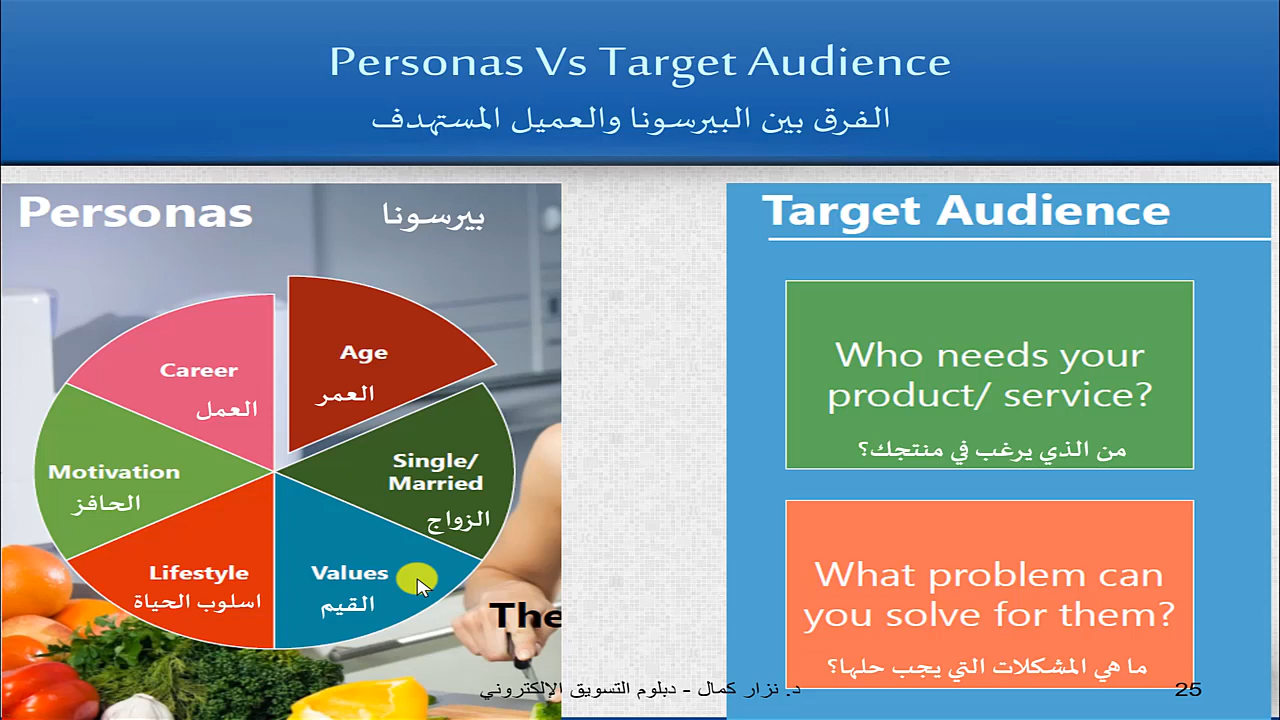 Personas Vs Target Audience
الفرق بين البيرسونا والعميل المستهدف
Personas
بيرسونا
Age
العمر
Single/
Married
الزواج
Values
القيم
Lifestyle
اسلوب الحياة
Motivation
الحافز
Career
العمل
The
Target Audience
Who needs your
product/ service?
من الذي يرغب في منتجك؟
What problem can
you solve for them?
ما هي المشكلات التي يجب حلها؟
د. نزار كمال - دبلوم التسويق الإلكتروني
25